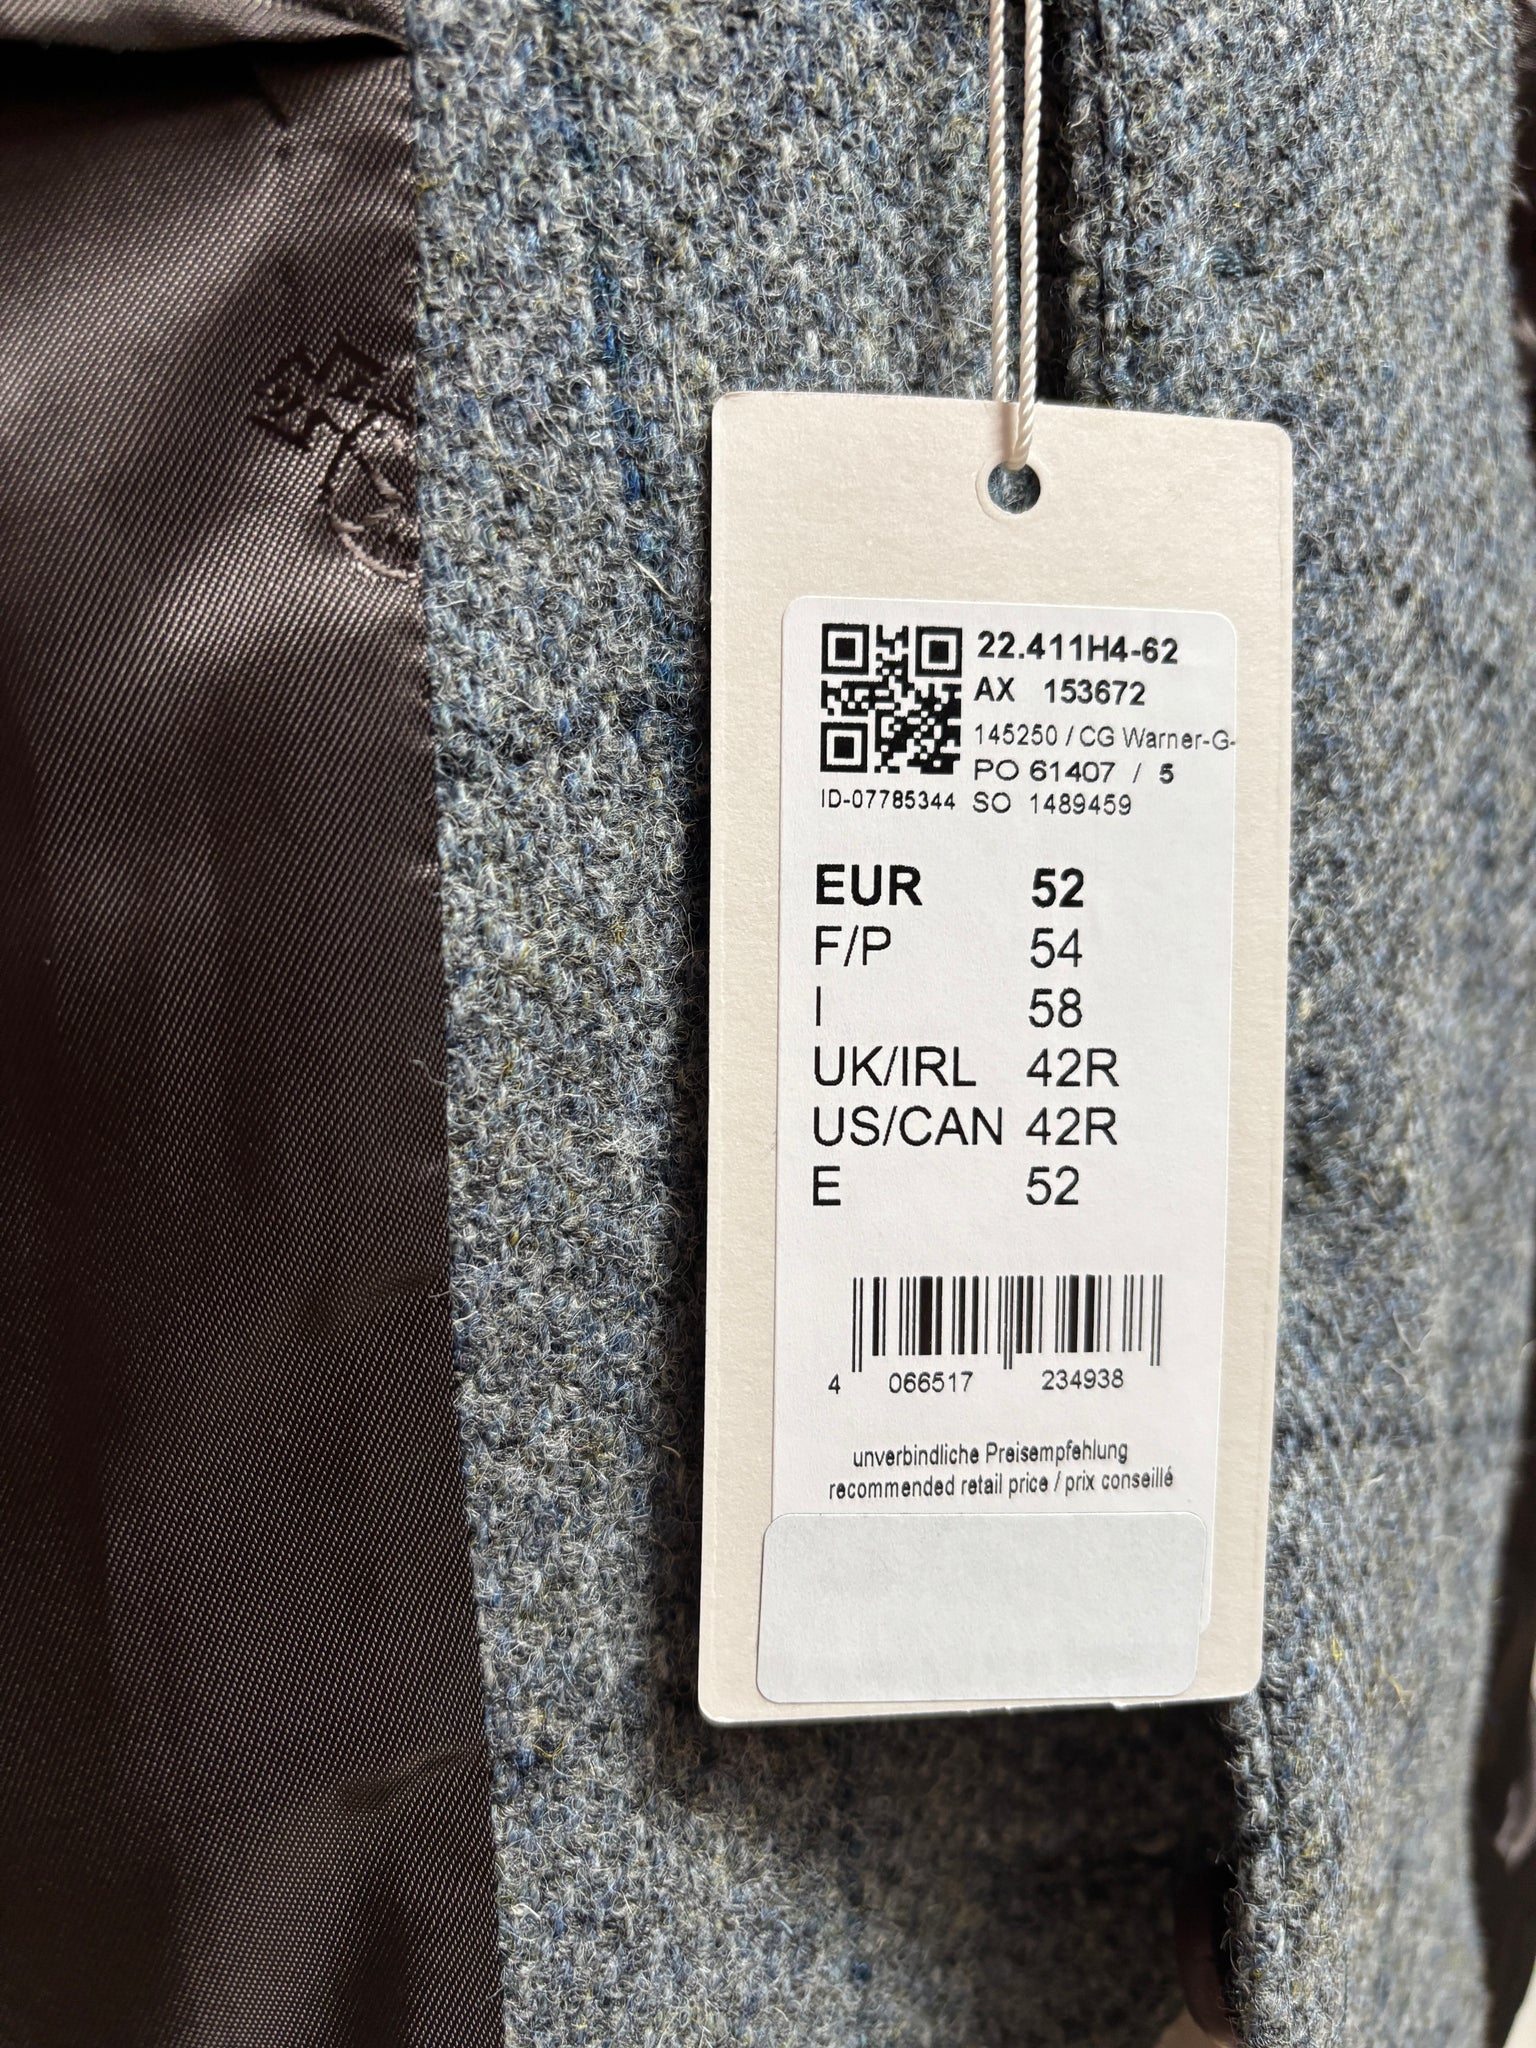 22.411H4-62
AX 153672
145250 / CG Warner-G-
PO 61407 / 5
ID-07785344 SO 1489459
EUR 52
F/P 54
I 58
UK/IRL 42R
US/CAN 42R
E 52
4 066517 234938
unverbindliche Preisempfehlung
recommended retail price / prix conseillé